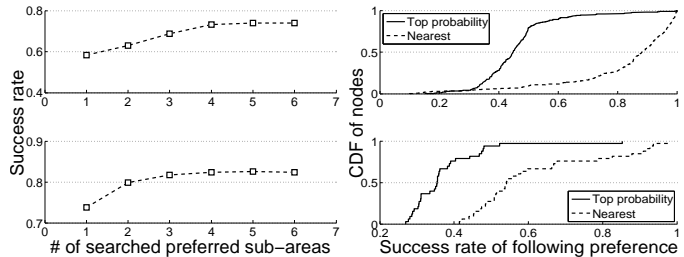 0.8
0.6
0.4
0 1 2 3 4 5 6 7
0.9
0.8
0.7
0 1 2 3 4 5 6 7
Success rate
# of searched preferred sub−areas
1
0.5
0
0 0.2 0.4 0.6 0.8 1
Top probability
Nearest
1
0.5
0
0.2 0.4 0.6 0.8 1
Top probability
Nearest
CDF of nodes
Success rate of following preference